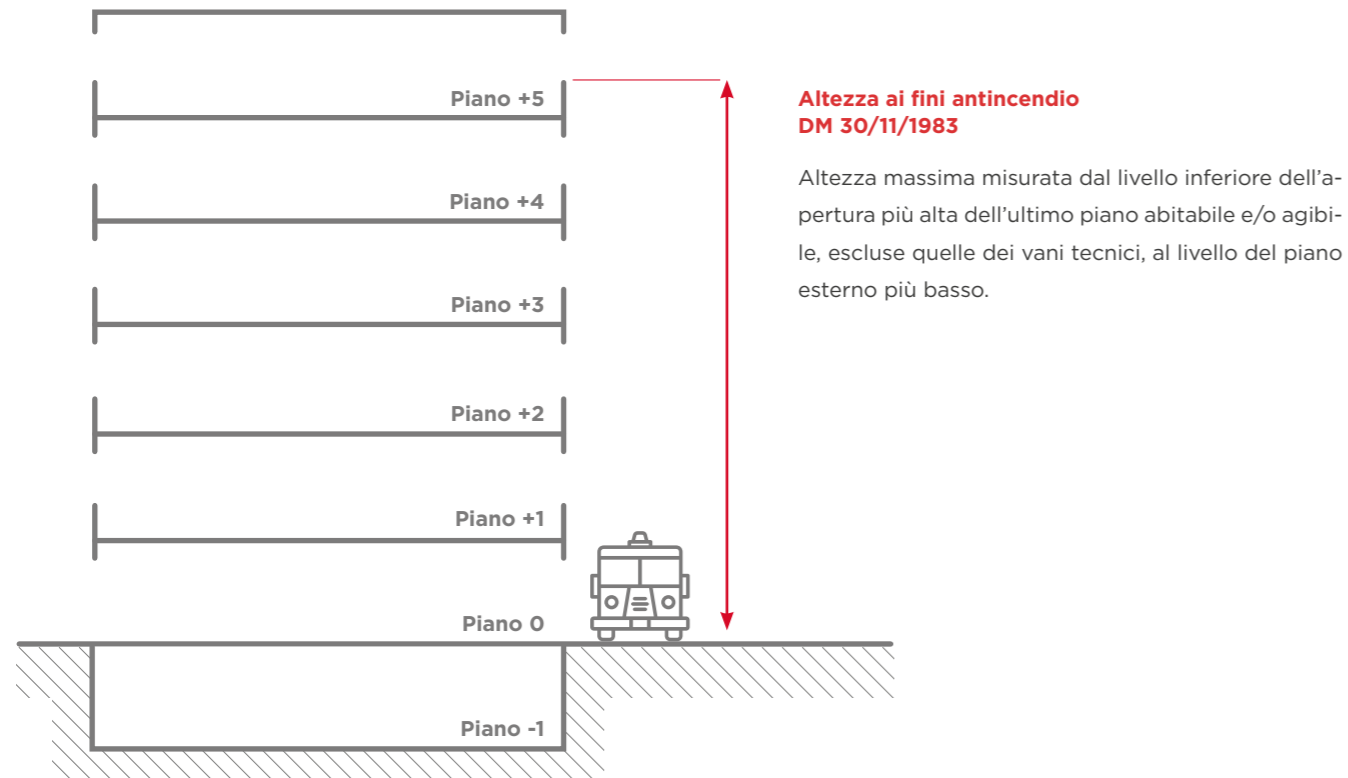 Piano +5
Piano +4
Piano +3
Piano +2
Piano +1
Piano 0
Piano -1
Altezza ai fini antincendio
DM 30/11/1983
Altezza massima misurata dal livello inferiore dell’a-
pertura più alta dell’ultimo piano abitabile e/o agibi-
le, escluse quelle dei vani tecnici, al livello del piano
esterno più basso.